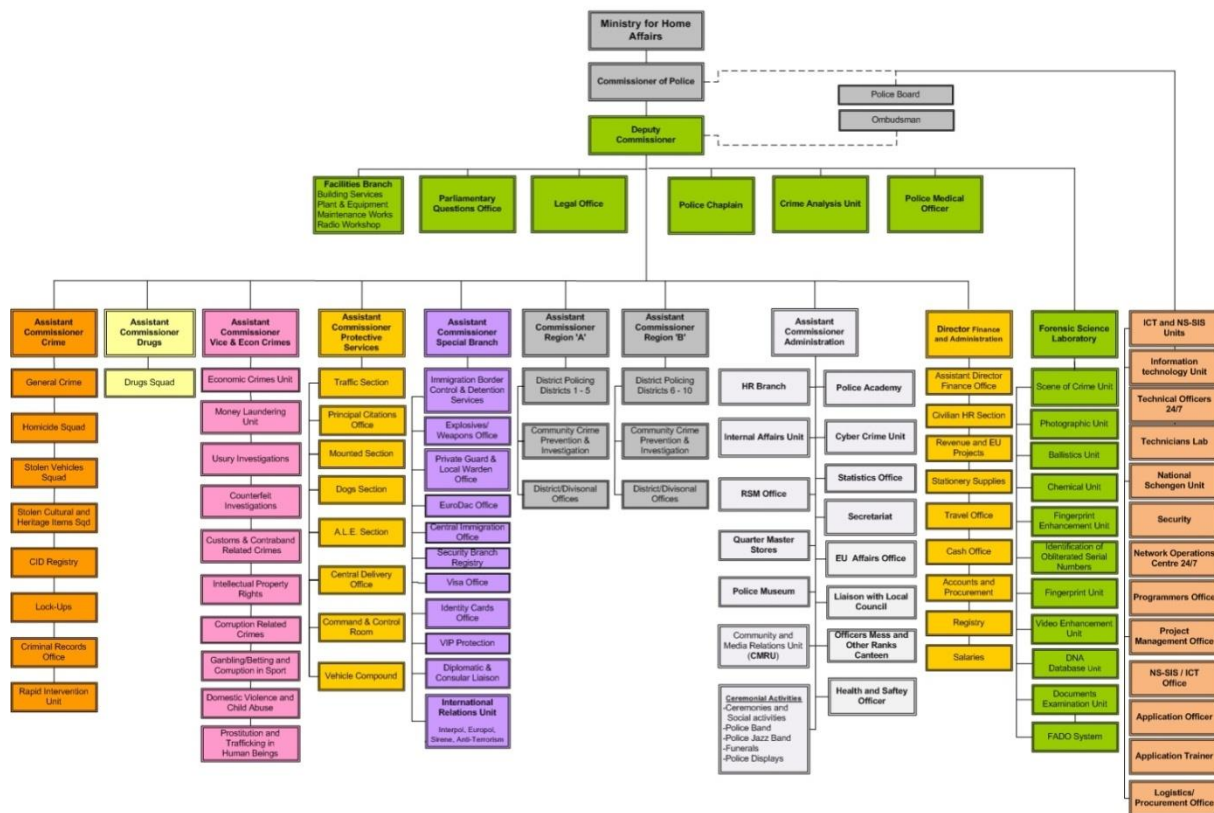 Ministry for Home
Affairs
Commissioner of Police
Police Board
Ombudsman
Deputy
Commissioner
Facilities Branch
Building Services
Plant & Equipment
Maintenance Works
Radio Workshop
Parliamentary
Questions Office
Legal Office
Police Chaplain
Crime Analysis Unit
Police Medical
Officer
Assistant
Commissioner
Crime
General Crime
Homicide Squad
Stolen Vehicles
Squad
Stolen Cultural and
Heritage Items Sqd
CID Registry
Lock-Ups
Criminal Records
Office
Rapid Intervention
Unit
Assistant
Commissioner
Drugs
Drugs Squad
Assistant
Commissioner
Vice & Econ Crimes
Economic Crimes Unit
Money Laundering
Unit
Usury Investigations
Counterfeit
Investigations
Customs & Contraband
Related Crimes
Intellectual Property
Rights
Corruption Related
Crimes
Ganbling/Betting and
Corruption in Sport
Domestic Violence and
Child Abuse
Prostitution and
Trafficking in
Human Beings
Assistant
Commissioner
Protective
Services
Traffic Section
Principal Citations
Office
Mounted Section
Dogs Section
A.L.E. Section
Central Delivery
Office
Command & Control
Room
Vehicle Compound
Assistant
Commissioner
Special Branch
Immigration Border
Control & Detention
Services
Explosives/
Weapons Office
Private Guard &
Local Warden
Office
EuroDac Office
Central Immigration
Office
Security Branch
Registry
Visa Office
Identity Cards
Office
VIP Protection
Diplomatic &
Consular Liaison
International
Relations Unit
Interpol, Europol,
Sirene, Anti-Terrorism
Assistant
Commissioner
Region 'A'
District Policing
Districts 1 - 5
Community Crime
Prevention &
Investigation
District/Divisonal
Offices
Assistant
Commissioner
Region 'B'
District Policing
Districts 6 - 10
Community Crime
Prevention &
Investigation
District/Divisonal
Offices
Assistant
Commissioner
Administration
HR Branch
Internal Affairs Unit
RSM Office
Quarter Master
Stores
Police Museum
Community and
Media Relations Unit
(CMRU)
Ceremonial Activities
-Ceremonies and
Social activities
-Police Band
-Police Jazz Band
-Funerals
-Police Displays
Police Academy
Cyber Crime Unit
Statistics Office
Secretariat
EU Affairs Office
Liaison with Local
Council
Officers Mess and
Other Ranks
Canteen
Health and Saftey
Officer
Director Finance
and Administration
Assistant Director
Finance Office
Civilian HR Section
Revenue and EU
Projects
Stationery Supplies
Travel Office
Cash Office
Accounts and
Procurement
Registry
Salaries
Forensic Science
Laboratory
Scene of Crime Unit
Photographic Unit
Ballistics Unit
Chemical Unit
Fingerprint
Enhancement Unit
Identification of
Obliterated Serial
Numbers
Fingerprint Unit
Video Enhancement
Unit
DNA
Database Unit
Documents
Examination Unit
FADO System
ICT and NS-SIS
Units
Information
technology Unit
Technical Officers
24/7
Technicians Lab
National
Schengen Unit
Security
Network Operations
Centre 24/7
Programmers Office
Project
Management Office
NS-SIS / ICT
Office
Application Officer
Application Trainer
Logistics/
Procurement Office